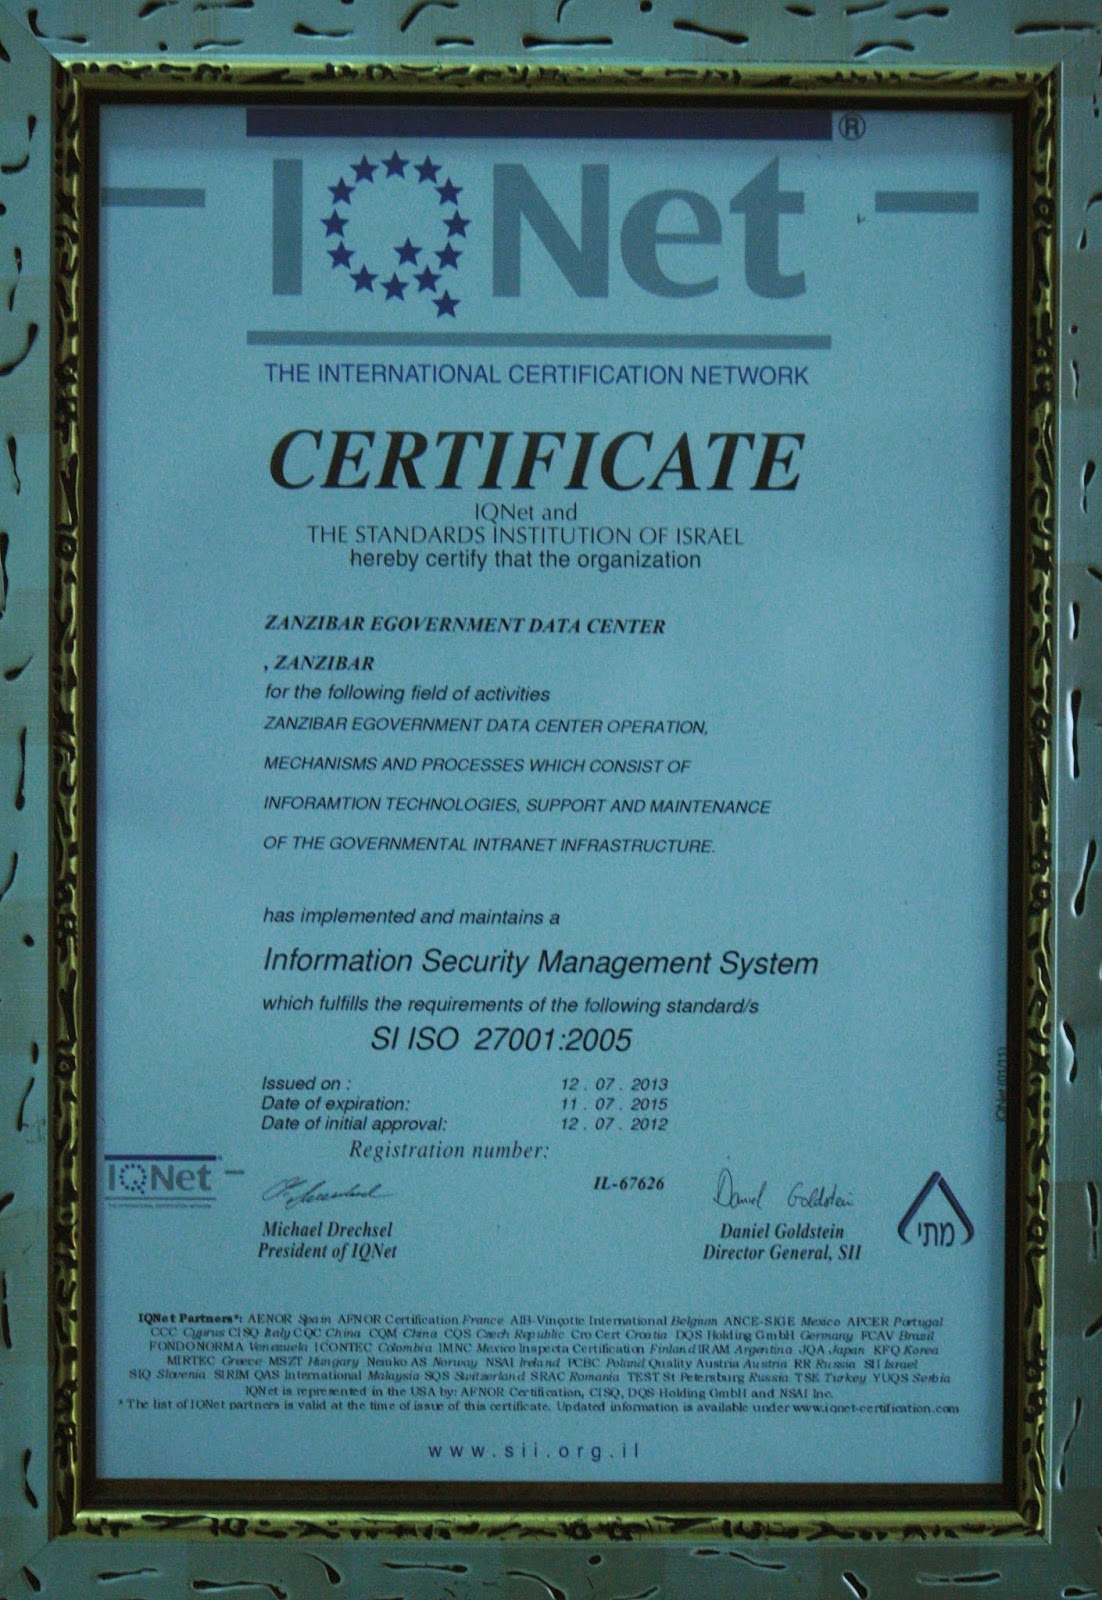 ®
IQNet
THE INTERNATIONAL CERTIFICATION NETWORK
CERTIFICATE
IQNet and
THE STANDARDS INSTITUTION OF ISRAEL
hereby certify that the organization
ZANZIBAR EGOVERNMENT DATA CENTER
, ZANZIBAR
for the following field of activities
ZANZIBAR EGOVERNMENT DATA CENTER OPERATION,
MECHANISMS AND PROCESSES WHICH CONSIST OF
INFORAMTION TECHNOLOGIES, SUPPORT AND MAINTENANCE
OF THE GOVERNMENTAL INTRANET INFRASTRUCTURE.
has implemented and maintains a
Information Security Management System
which fulfills the requirements of the following standard/s
SI ISO 27001:2005
Issued on : 12 . 07 . 2013
Date of expiration: 11 . 07 . 2015
Date of initial approval: 12 . 07 . 2012
Registration number:
IL-67626
IQNet
Daniel Goldstein
מתי
Michael Drechsel
President of IQNet
Daniel Goldstein
Director General, SII
IQNet (01/11)
IQNet Partners*: AENOR Spain AFNOR Certification France AIB-Vinçotte International Belgium ANCE-SIGE Mexico APCER Portugal
CCC Cyprus CISQ Italy CQC China CQM China CQS Czech Republic Cro Cert Croatia DQS Holding GmbH Germany FCAV Brazil
FONDONORMA Venezuela ICONTEC Colombia IMNC Mexico Inspecta Certification Finland IRAM Argentina JQA Japan KFQ Korea
MIRTEC Greece MSZT Hungary Nemko AS Norway NSAI Ireland PCBC Poland Quality Austria Austria RR Russia SII Israel
SIQ Slovenia SIRIM QAS International Malaysia SQS Switzerland SRAC Romania TEST St Petersburg Russia TSE Turkey YUQS Serbia
IQNet is represented in the USA by: AFNOR Certification, CISQ, DQS Holding GmbH and NSAI Inc.
* The list of IQNet partners is valid at the time of issue of this certificate. Updated information is available under www.iqnet-certification.com
www.sii.org.il